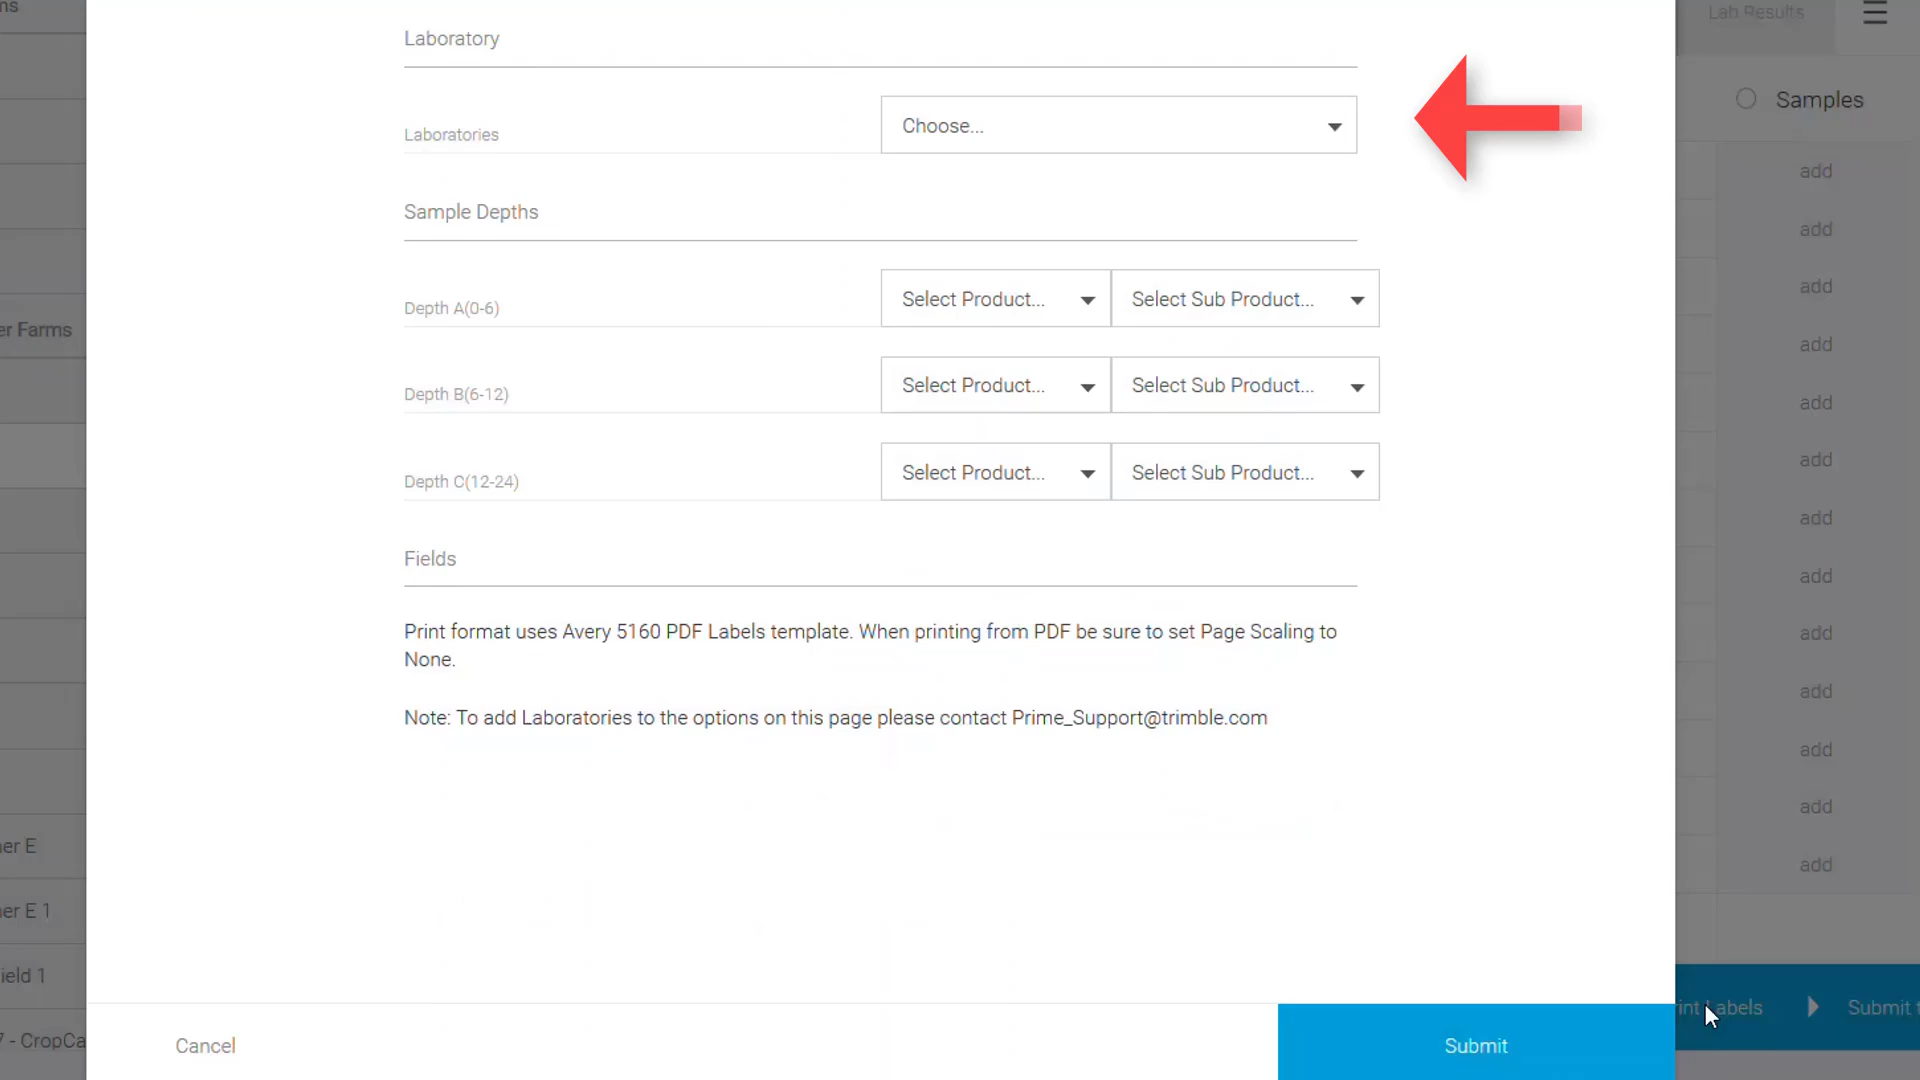 ms
Lab Results
Laboratory
Samples
Laboratories
Choose...
add
Sample Depths
add
add
Depth A(0-6)
Select Product...
Select Sub Product...
er Farms
add
Depth B(6-12)
Select Product...
Select Sub Product...
add
Depth C(12-24)
Select Product...
Select Sub Product...
add
add
Fields
add
Print format uses Avery 5160 PDF Labels template. When printing from PDF be sure to set Page Scaling to
None.
add
add
Note: To add Laboratories to the options on this page please contact Prime_Support@trimble.com
add
add
er E
add
er E 1
ield 1
int Labels
Submit t
7 - CropCa
Cancel
Submit